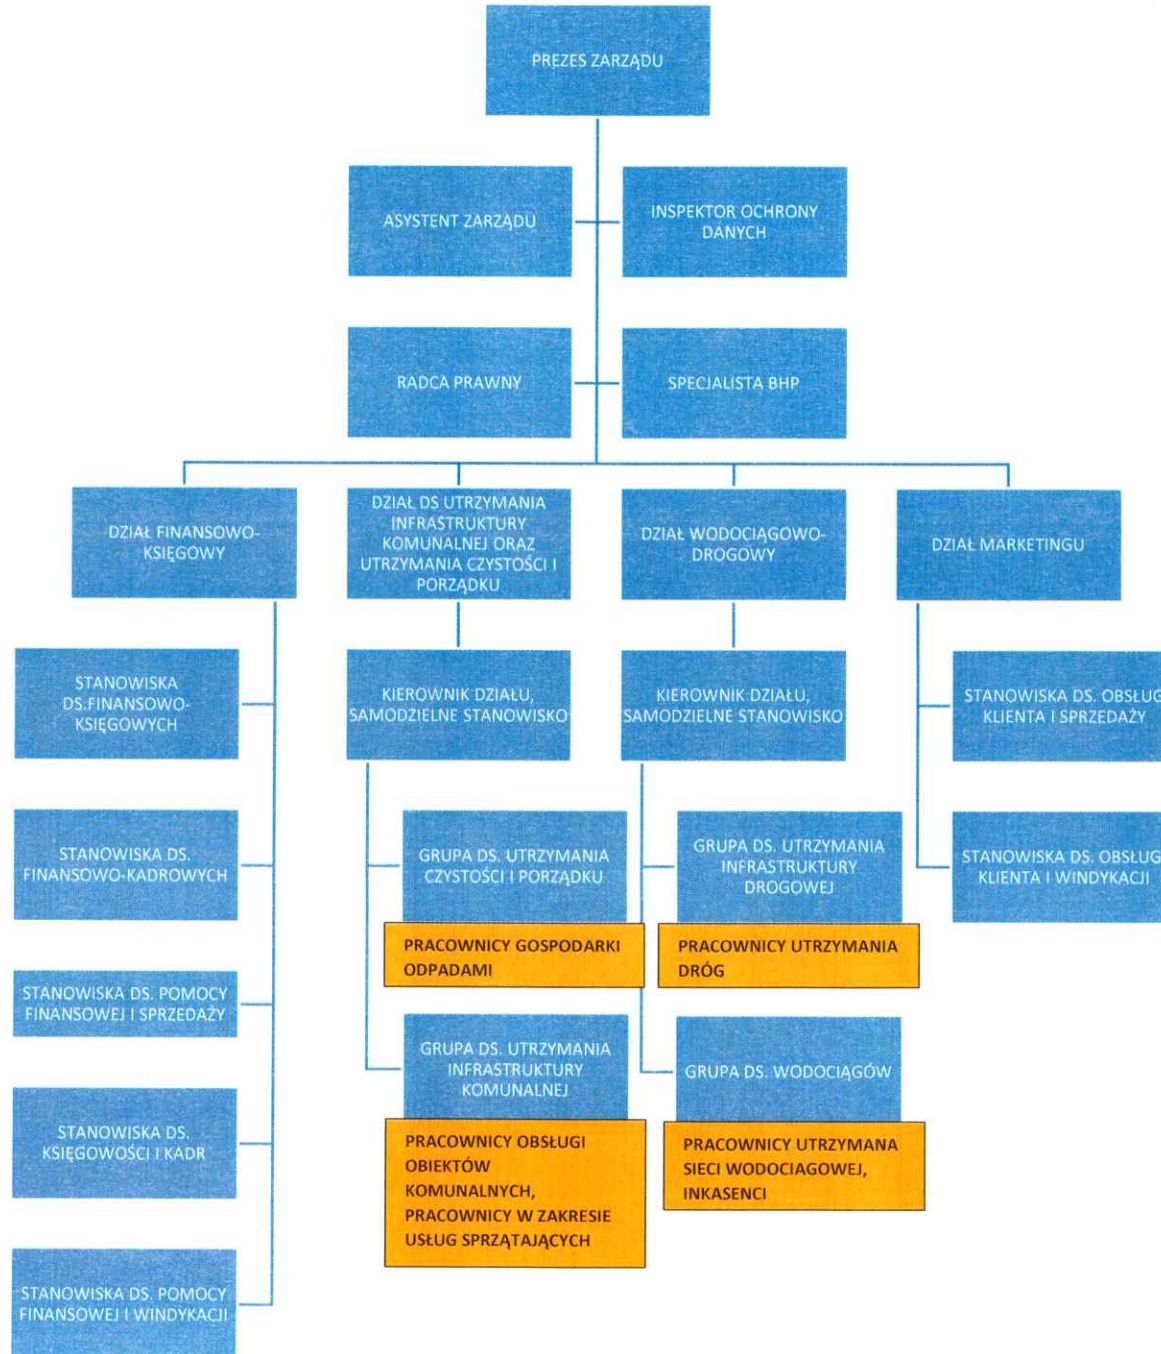 PREZES ZARZĄDU
ASYSTENT ZARZĄDU
INSPEKTOR OCHRONY
DANYCH
RADCA PRAWNY
SPECJALISTA BHP
DZIAŁ FINANSOWO-
KSIĘGOWY
DZIAŁ DS UTRZYMANIA
INFRASTRUKTURY
KOMUNALNEJ ORAZ
UTRZYMANIA CZYSTOŚCI I
PORZĄDKU
DZIAŁ WODOCIĄGOWO-
DROGOWY
DZIAŁ MARKETINGU
STANOWISKA
DS.FINANSOWO-
KSIĘGOWYCH
KIEROWNIK DZIAŁU,
SAMODZIELNE STANOWISKO
KIEROWNIK DZIAŁU,
SAMODZIELNE STANOWISKO
STANOWISKA DS. OBSŁUG
KLIENTA I SPRZEDAŻY
STANOWISKA DS.
FINANSOWO-KADROWYCH
GRUPA DS. UTRZYMANIA
CZYSTOŚCI I PORZĄDKU
GRUPA DS. UTRZYMANIA
INFRASTRUKTURY
DROGOWEJ
STANOWISKA DS. OBSŁUG
KLIENTA I WINDYKACJI
PRACOWNICY GOSPODARKI
ODPADAMI
PRACOWNICY UTRZYMANIA
DRÓG
STANOWISKA DS. POMOCY
FINANSOWEJ I SPRZEDAŻY
GRUPA DS. UTRZYMANIA
INFRASTRUKTURY
KOMUNALNEJ
GRUPA DS. WODOCIĄGÓW
STANOWISKA DS.
KSIĘGOWOŚCI I KADR
PRACOWNICY OBSŁUGI
OBIEKTÓW
KOMUNALNYCH,
PRACOWNICY W ZAKRESIE
USŁUG SPRZĄTAJĄCYCH
PRACOWNICY UTRZYMANA
SIECI WODOCIAGOWEJ,
INKASENCI
STANOWISKA DS. POMOCY
FINANSOWEJ I WINDYKACJI